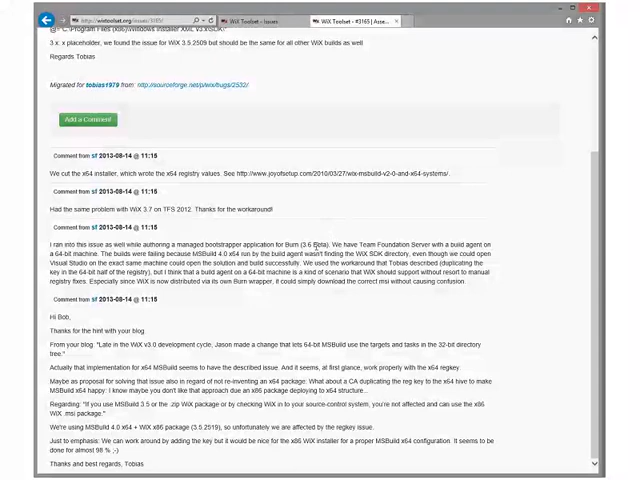 http://wixtoolset.org/issues/3165/
WiX Toolset - Issues
WiX Toolset - #3165 | Asse...
3 x: x placeholder, we found the issue for WiX 3.5.2509 but should be the same for all other WiX builds as well
Regards Tobias
Migrated for tobias1979 from: http://sourceforge.net/p/wix/bugs/2532/
Add a Comment
Comment from sf 2013-08-14 @ 11:15
We cut the x64 installer, which wrote the x64 registry values. See http://www.joyofsetup.com/2010/03/27/wix-msbuild-v2-0-and-x64-systems/.
Comment from sf 2013-08-14 @ 11:15
Had the same problem with WiX 3.7 on TFS 2012. Thanks for the workaround!
Comment from sf 2013-08-14 @ 11:15
I ran into this issue as well while authoring a managed bootstrapper application for Burn (3.6 Beta). We have Team Foundation Server with a build agent on
a 64-bit machine. The builds were failing because MSBuild 4.0 x64 run by the build agent wasn't finding the WiX SDK directory, even though we could open
Visual Studio on the exact same machine could open the solution and build successfully. We used the workaround that Tobias described (duplicating the
key in the 64-bit half of the registry), but I think that a build agent on a 64-bit machine is a kind of scenario that WiX should support without resort to manual
registry fixes. Especially since WiX is now distributed via its own Burn wrapper, it could simply download the correct msi without causing confusion.
Comment from sf 2013-08-14 @ 11:15
Hi Bob,
Thanks for the hint with your blog.
From your blog. "Late in the WiX v3.0 development cycle, Jason made a change that lets 64-bit MSBuild use the targets and tasks in the 32-bit directory
tree."
Actually that implementation for x64 MSBuild seems to have the described issue. And it seems, at first glance, work properly with the x64 regkey.
Maybe an proposal for solving that issue also in regard of not re-inventing an x64 package: What about a CA duplicating the reg key to the x64 hive to make
MSBuild x64 happy: I know maybe you don't like that approach due an x86 package deploying to x64 structure...
Regarding: "If you use MSBuild 3.5 or the .zip WiX package or by checking WiX in to your source-control system, you're not affected and can use the x86
WiX .msi package."
We're using MSBuild 4.0 x64 + WiX x86 package (3.5.2519), so unfortunately we are affected by the regkey issue.
Just to emphasis: We can work around by adding the key but it would be nice for the x86 WiX installer for a proper MSBuild x64 configuration. It seems to be
done for almost 98 % ;-)
Thanks and best regards, Tobias